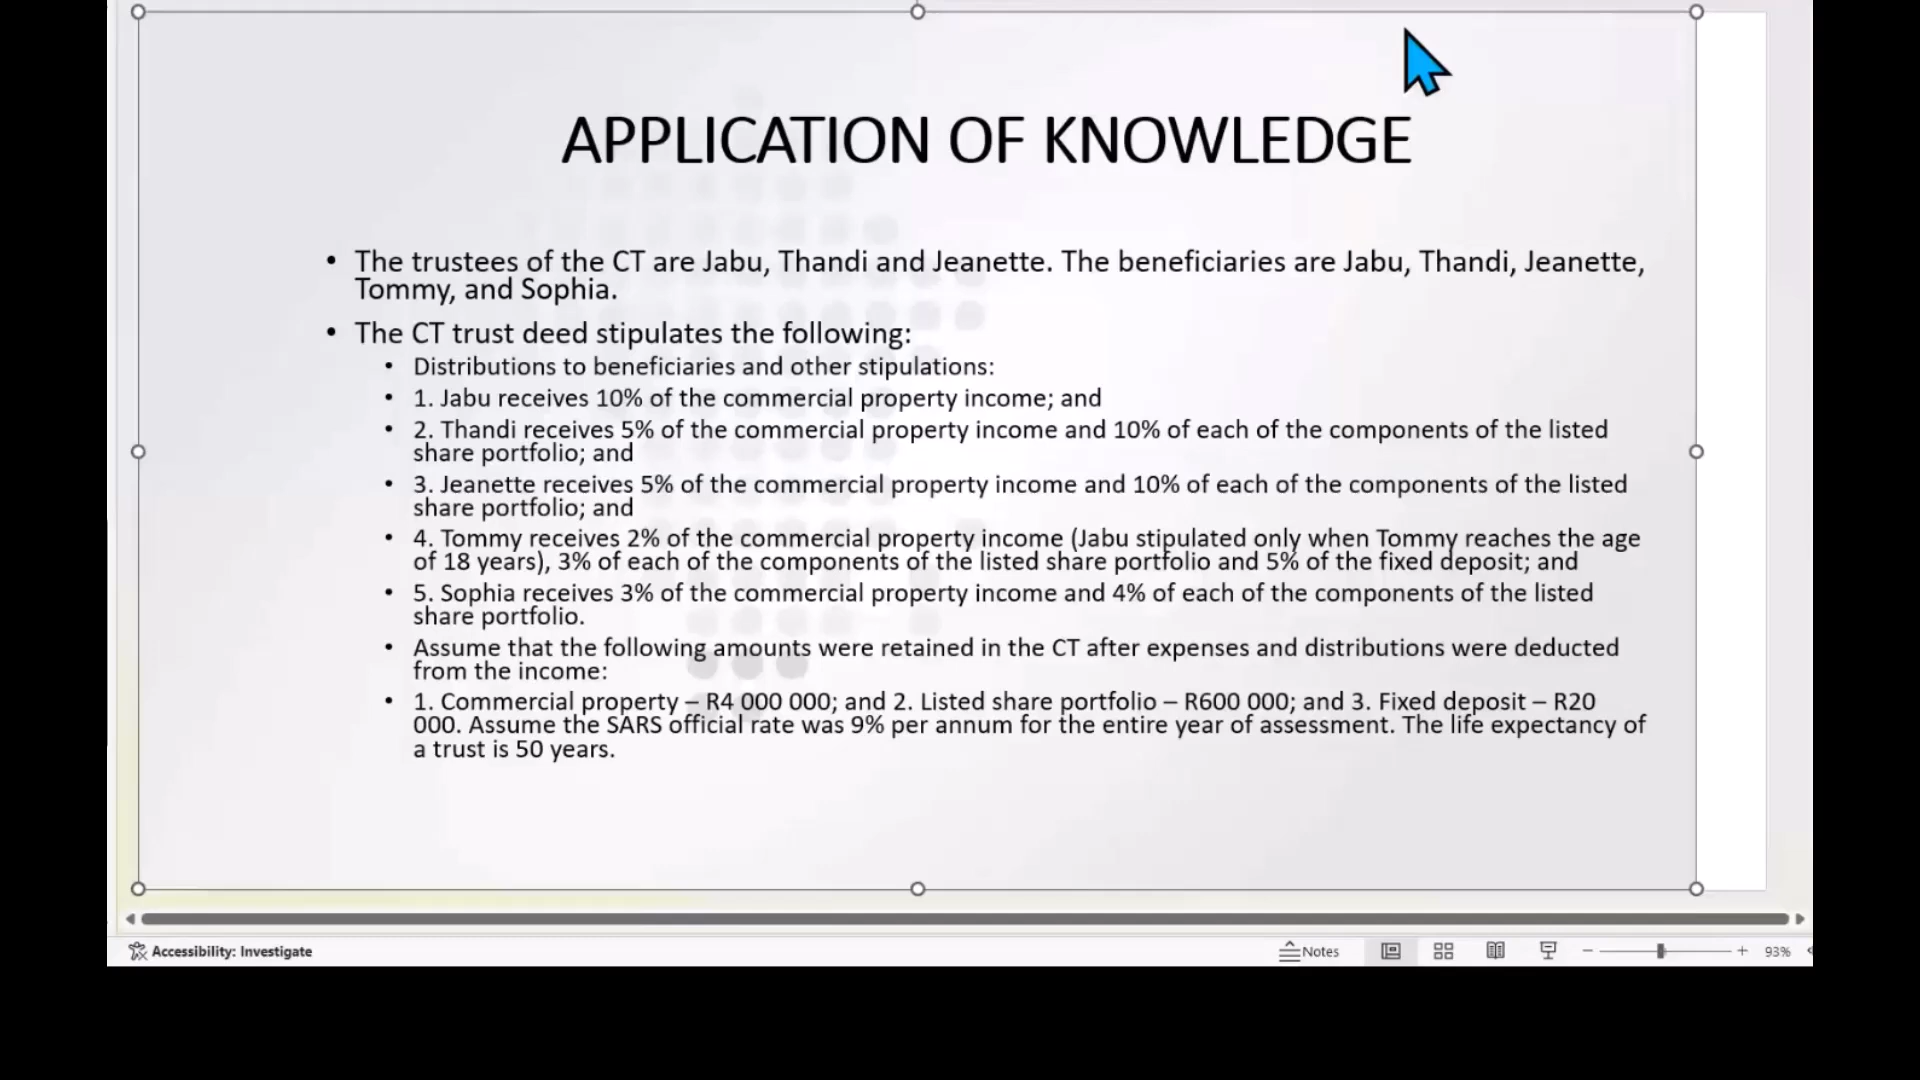 APPLICATION OF KNOWLEDGE
• The trustees of the CT are Jabu, Thandi and Jeanette. The beneficiaries are Jabu, Thandi, Jeanette,
Tommy, and Sophia.
• The CT trust deed stipulates the following:
• Distributions to beneficiaries and other stipulations:
• 1. Jabu receives 10% of the commercial property income; and
• 2. Thandi receives 5% of the commercial property income and 10% of each of the components of the listed
share portfolio; and
• 3. Jeanette receives 5% of the commercial property income and 10% of each of the components of the listed
share portfolio; and
• 4. Tommy receives 2% of the commercial property income (Jabu stipulated only when Tommy reaches the age
of 18 years), 3% of each of the components of the listed share portfolio and 5% of the fixed deposit; and
• 5. Sophia receives 3% of the commercial property income and 4% of each of the components of the listed
share portfolio.
• Assume that the following amounts were retained in the CT after expenses and distributions were deducted
from the income:
• 1. Commercial property – R4 000 000; and 2. Listed share portfolio – R600 000; and 3. Fixed deposit – R20
000. Assume the SARS official rate was 9% per annum for the entire year of assessment. The life expectancy of
a trust is 50 years.
Accessibility: Investigate
Notes
93%